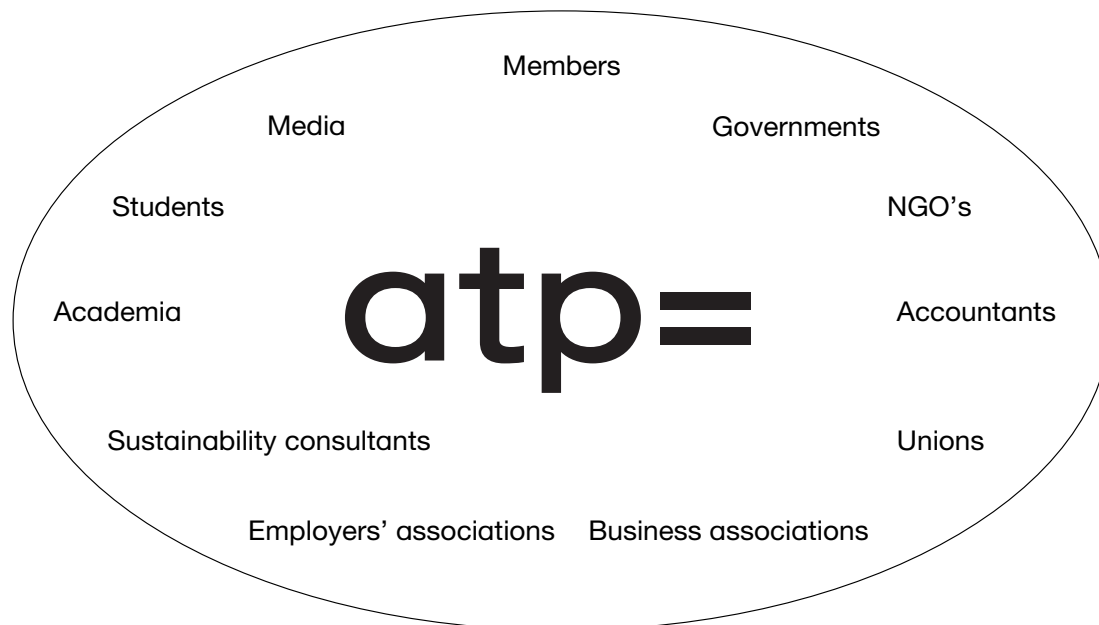 Members
Media
Governments
Students
NGO’s
atp=
Academia
Accountants
Sustainability consultants
Unions
Employers’ associations
Business associations